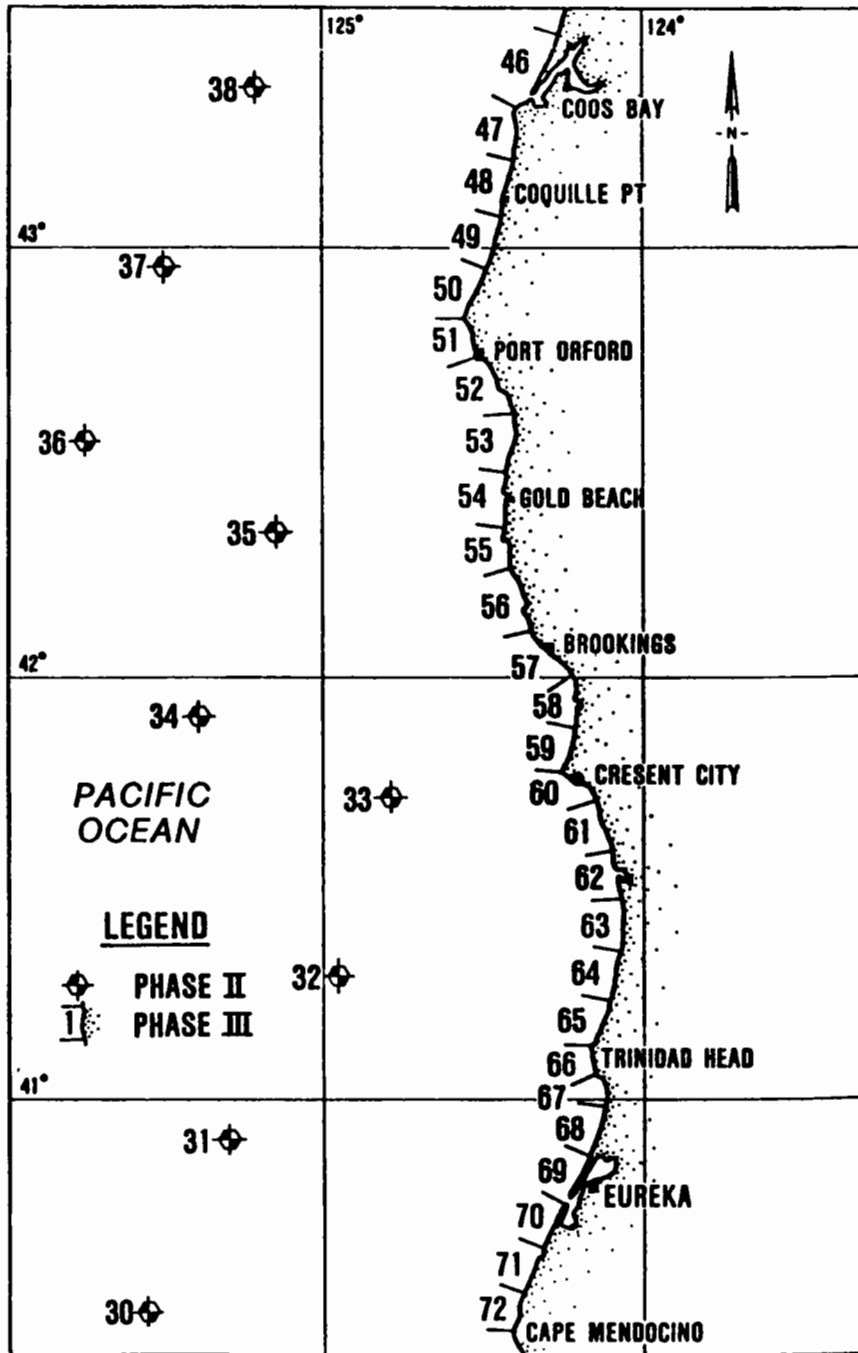 125°
124°
46
38
COOS BAY
47
-N-
48
COQUILLE PT
49
43°
37
50
51
PORT ORFORD
52
36
53
54
GOLD BEACH
35
55
56
BROOKINGS
57
42°
58
34
59
CRESENT CITY
60
33
PACIFIC
OCEAN
61
62
LEGEND
63
32
64
PHASE II
1
PHASE III
65
TRINIDAD HEAD
66
41°
67
31
68
69
EUREKA
70
71
30
72
CAPE MENDOCINO